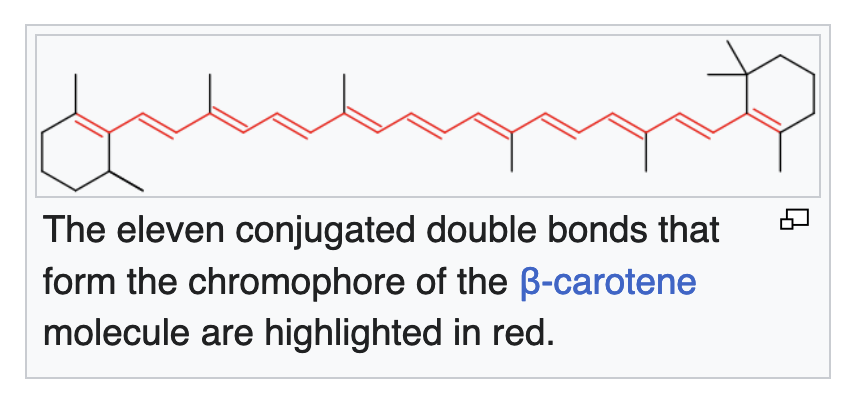 The eleven conjugated double bonds that
form the chromophore of the β-carotene
molecule are highlighted in red.